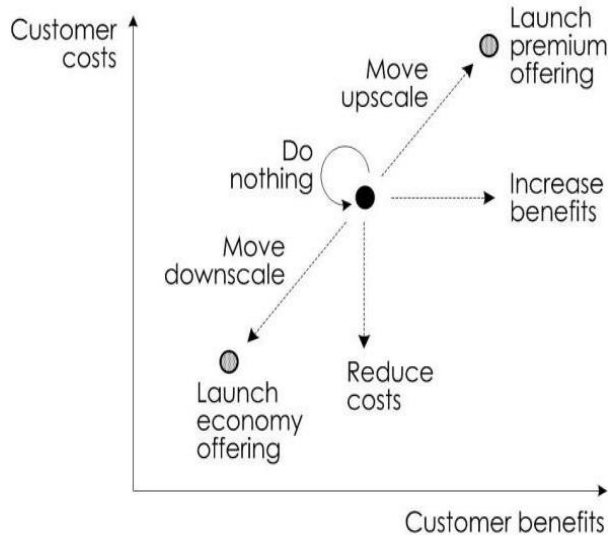 Customer
costs
Launch
premium
offering
Move
upscale
Do
nothing
Increase
benefits
Move
downscale
Launch
economy
offering
Reduce
costs
Customer benefits